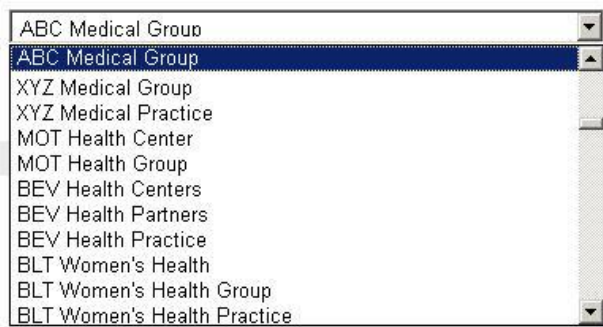 ABC Medical Group
ABC Medical Group
XYZ Medical Group
XYZ Medical Practice
MOT Health Center
MOT Health Group
BEV Health Centers
BEV Health Partners
BEV Health Practice
BLT Women's Health
BLT Women's Health Group
BLT Women's Health Practice